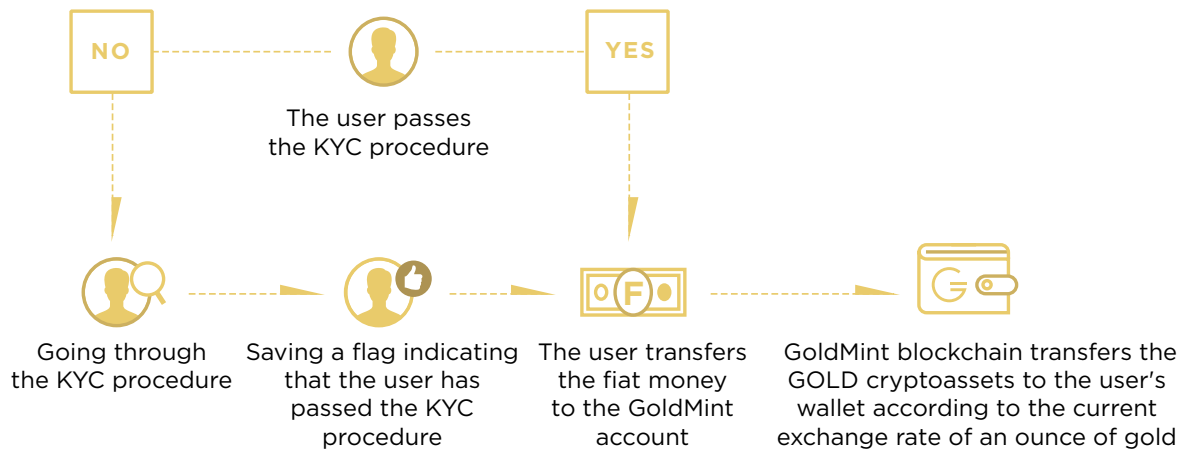 NO
YES
The user passes
the KYC procedure
Going through
the KYC procedure
Saving a flag indicating
that the user has
passed the KYC
procedure
F
The user transfers
the fiat money
to the GoldMint
account
G
GoldMint blockchain transfers the
GOLD cryptoassets to the user's
wallet according to the current
exchange rate of an ounce of gold